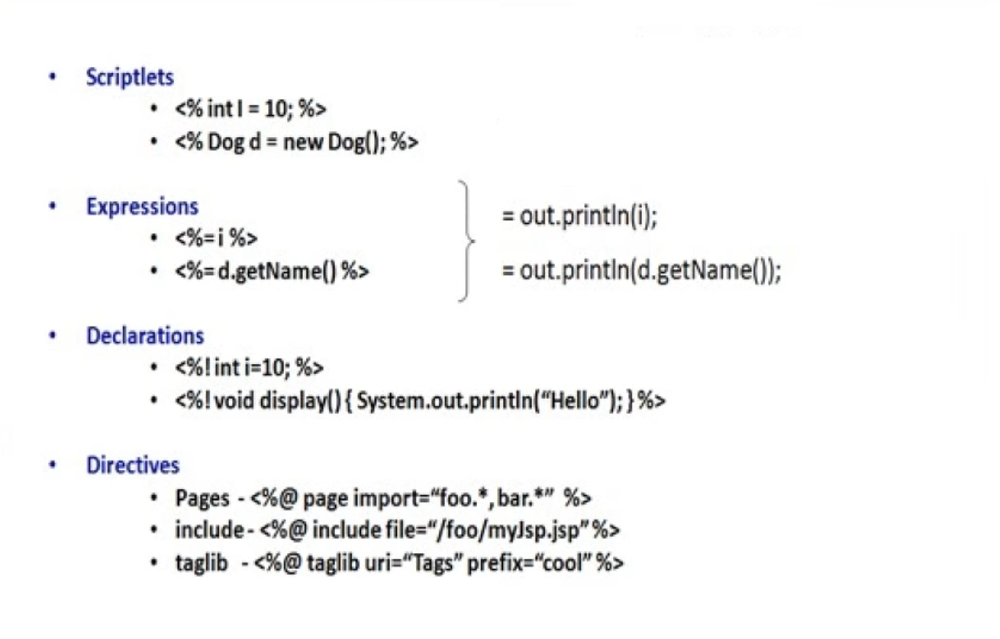 • Scriptlets
• <% int I = 10; %>
• <% Dog d = new Dog(); %>
• Expressions
• <%= i %>
• <%= d.getName() %>
= out.println(i);
= out.println(d.getName());
• Declarations
• <%! int i=10; %>
• <%! void display() { System.out.println(“Hello”); } %>
• Directives
• Pages - <%@ page import=“foo.*, bar.*” %>
• include - <%@ include file=“/foo/myJsp.jsp” %>
• taglib - <%@ taglib uri=“Tags” prefix=“cool” %>